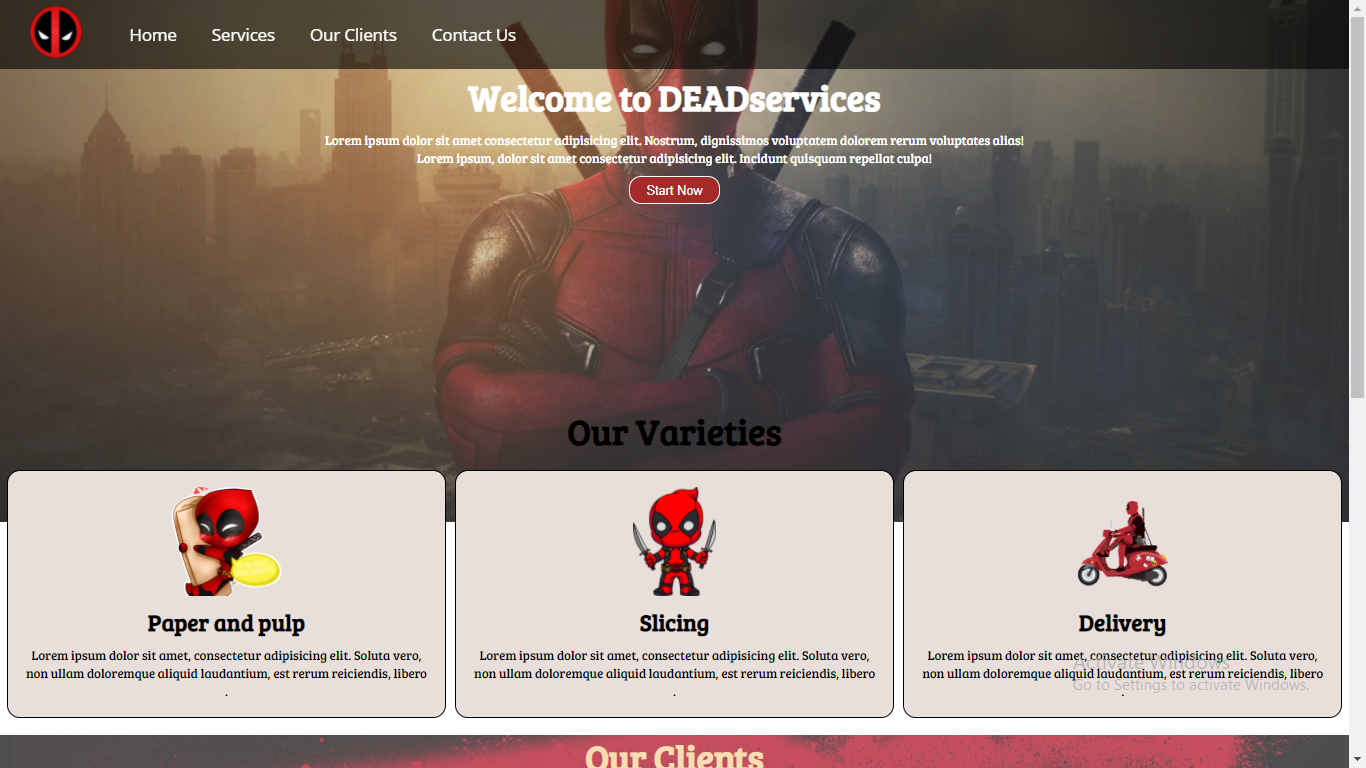 Home Services Our Clients Contact Us
Welcome to DEADservices
Lorem ipsum dolor sit amet consectetur adipisicing elit. Nostrum, dignissimos voluptatem dolorem rerum voluptates alias!
Lorem ipsum, dolor sit amet consectetur adipisicing elit. Incidunt quisquam repellat culpa!
Start Now
Our Varieties
Paper and pulp
Lorem ipsum dolor sit amet, consectetur adipisicing elit. Soluta vero,
non ullam doloremque aliquid laudantium, est rerum reiciendis, libero
.
Slicing
Lorem ipsum dolor sit amet, consectetur adipisicing elit. Soluta vero,
non ullam doloremque aliquid laudantium, est rerum reiciendis, libero
.
Delivery
Lorem ipsum dolor sit amet, consectetur adipisicing elit. Soluta vero,
non ullam doloremque aliquid laudantium, est rerum reiciendis, libero
.
Activate Windows
Go to Settings to activate Windows.
Our Clients